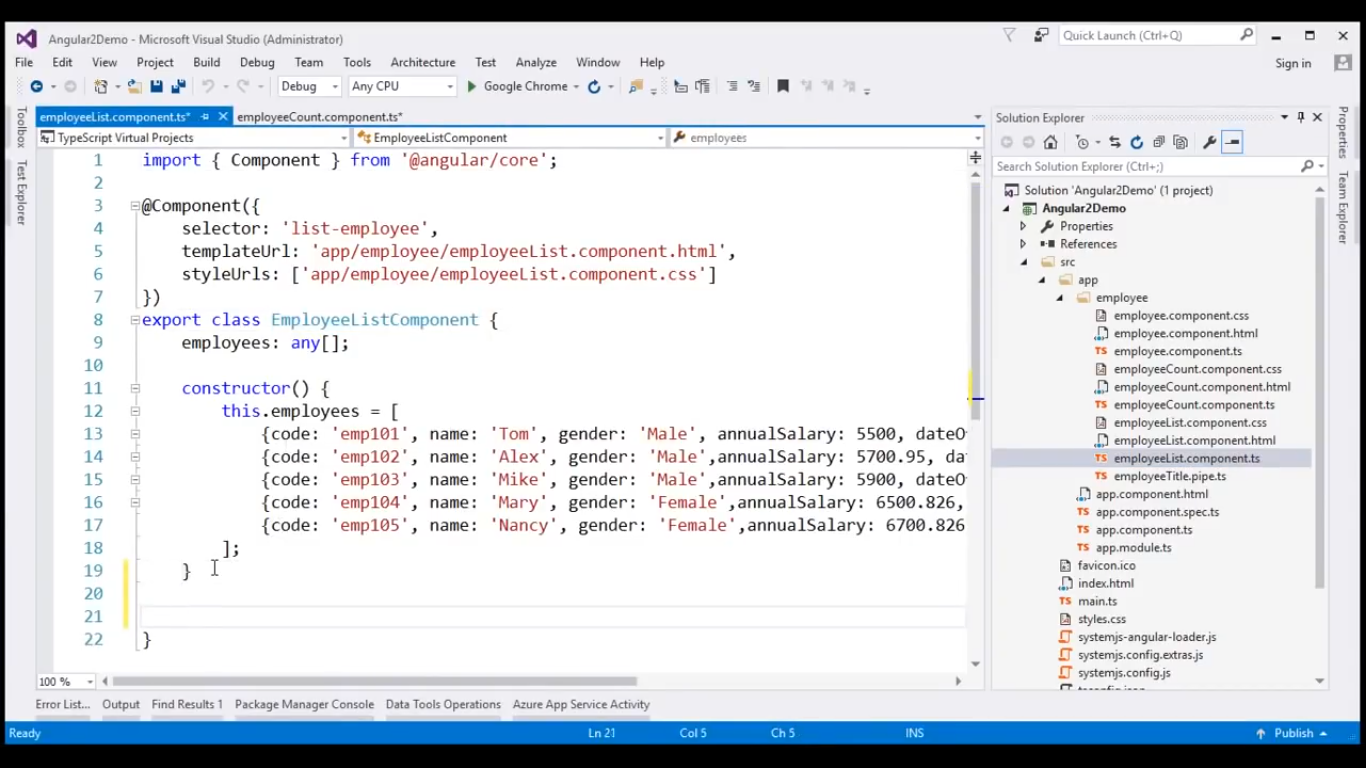 Angular2Demo - Microsoft Visual Studio (Administrator)
Quick Launch (Ctrl+Q)
File Edit View Project Build Debug Team Tools Architecture Test Analyze Window Help
Sign in
Debug Any CPU Google Chrome
Toolbox
Test Explorer
employeeList.component.ts*
employeeCount.component.ts*
TypeScript Virtual Projects
EmployeeListComponent
employees
1 import { Component } from '@angular/core';
2
3 @Component({
4 selector: 'list-employee',
5 templateUrl: 'app/employee/employeeList.component.html',
6 styleUrls: ['app/employee/employeeList.component.css']
7 })
8 export class EmployeeListComponent {
9 employees: any[];
10
11 constructor() {
12 this.employees = [
13 {code: 'emp101', name: 'Tom', gender: 'Male', annualSalary: 5500, dateO
14 {code: 'emp102', name: 'Alex', gender: 'Male',annualSalary: 5700.95, da
15 {code: 'emp103', name: 'Mike', gender: 'Male',annualSalary: 5900, dateO
16 {code: 'emp104', name: 'Mary', gender: 'Female',annualSalary: 6500.826,
17 {code: 'emp105', name: 'Nancy', gender: 'Female',annualSalary: 6700.826
18 ];
19 }
20
21
22 }
100 %
Solution Explorer
Search Solution Explorer (Ctrl+;)
Solution 'Angular2Demo' (1 project)
Angular2Demo
Properties
References
src
app
employee
employee.component.css
employee.component.html
employee.component.ts
employeeCount.component.css
employeeCount.component.html
employeeCount.component.ts
employeeList.component.css
employeeList.component.html
employeeList.component.ts
employeeTitle.pipe.ts
app.component.html
app.component.spec.ts
app.component.ts
app.module.ts
favicon.ico
index.html
main.ts
styles.css
systemjs-angular-loader.js
systemjs.config.extras.js
systemjs.config.js
Properties
Team Explorer
Error List... Output Find Results 1 Package Manager Console Data Tools Operations Azure App Service Activity
Ready Ln 21 Col 5 Ch 5 INS Publish